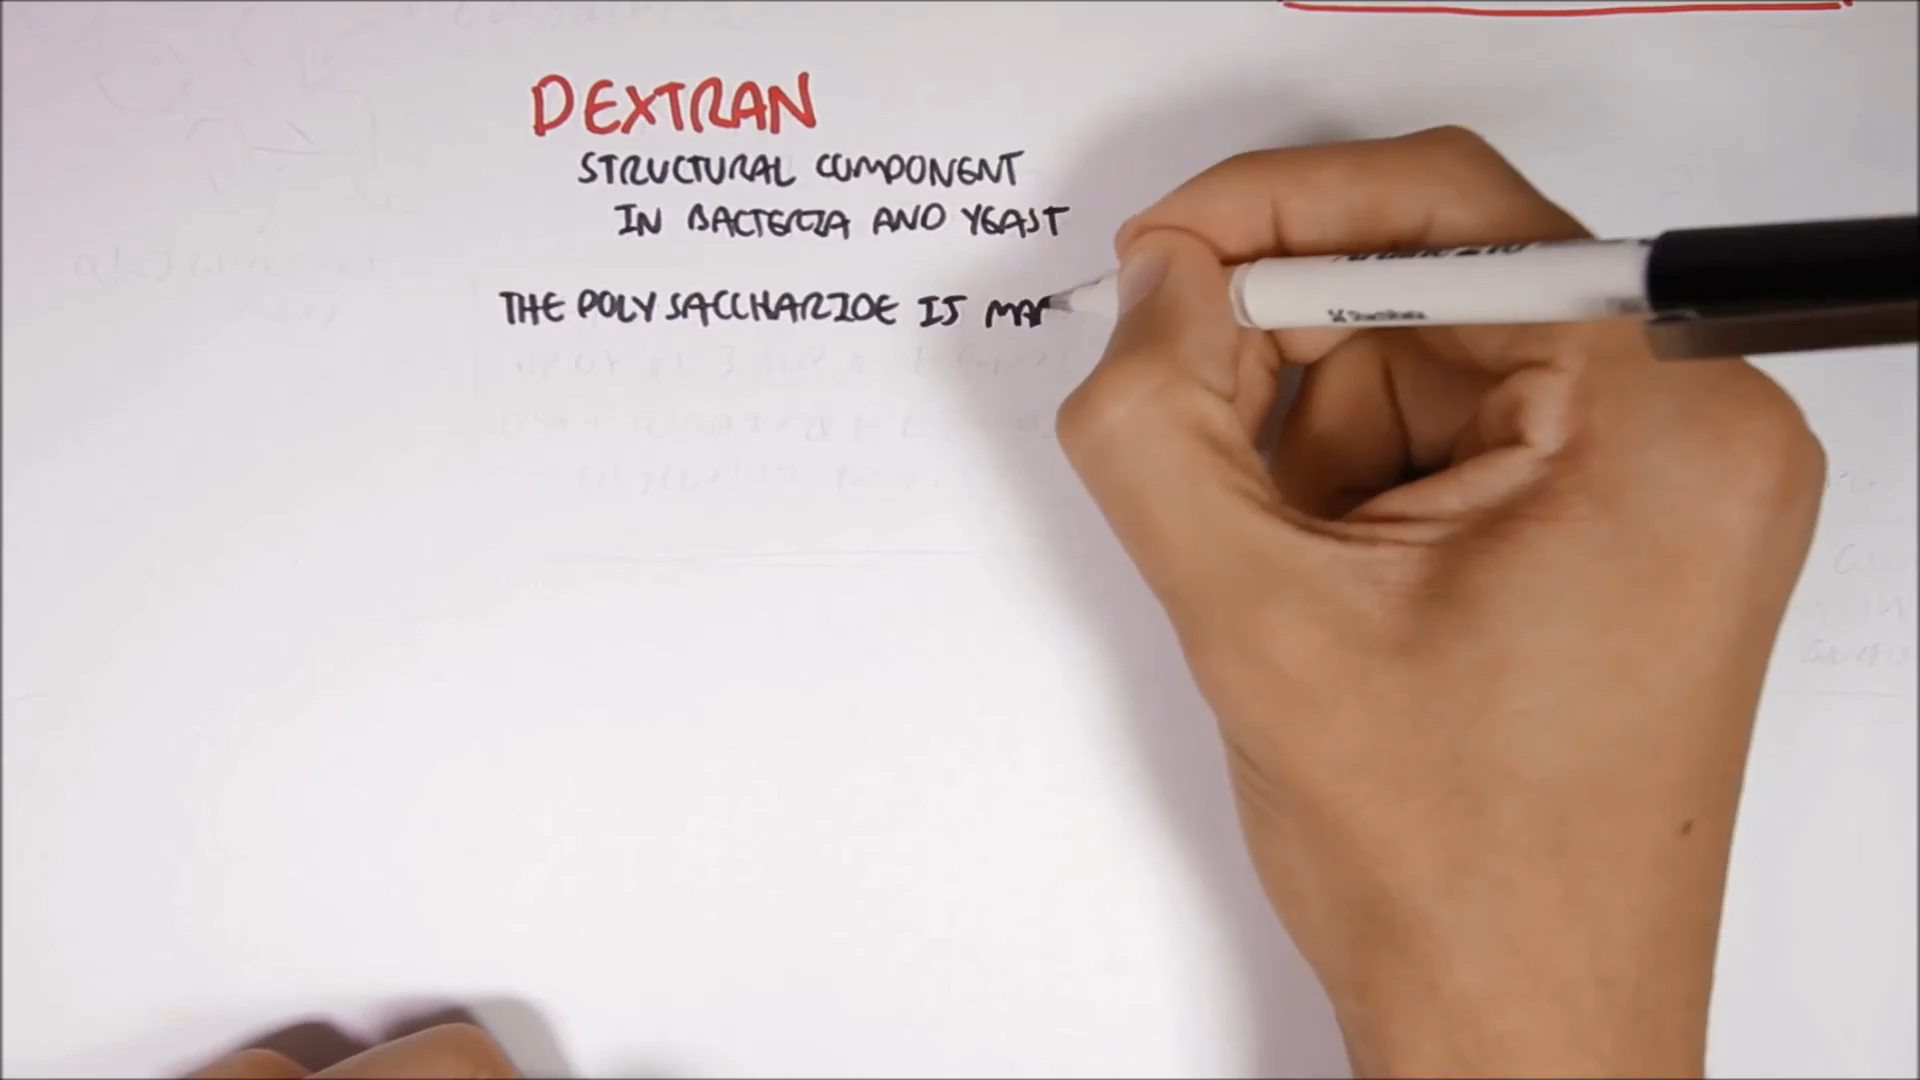 DEXTRAN
STRUCTURAL COMPONENT
IN BACTERIA AND YEAST
THE POLYSACCHARIDE IS MA